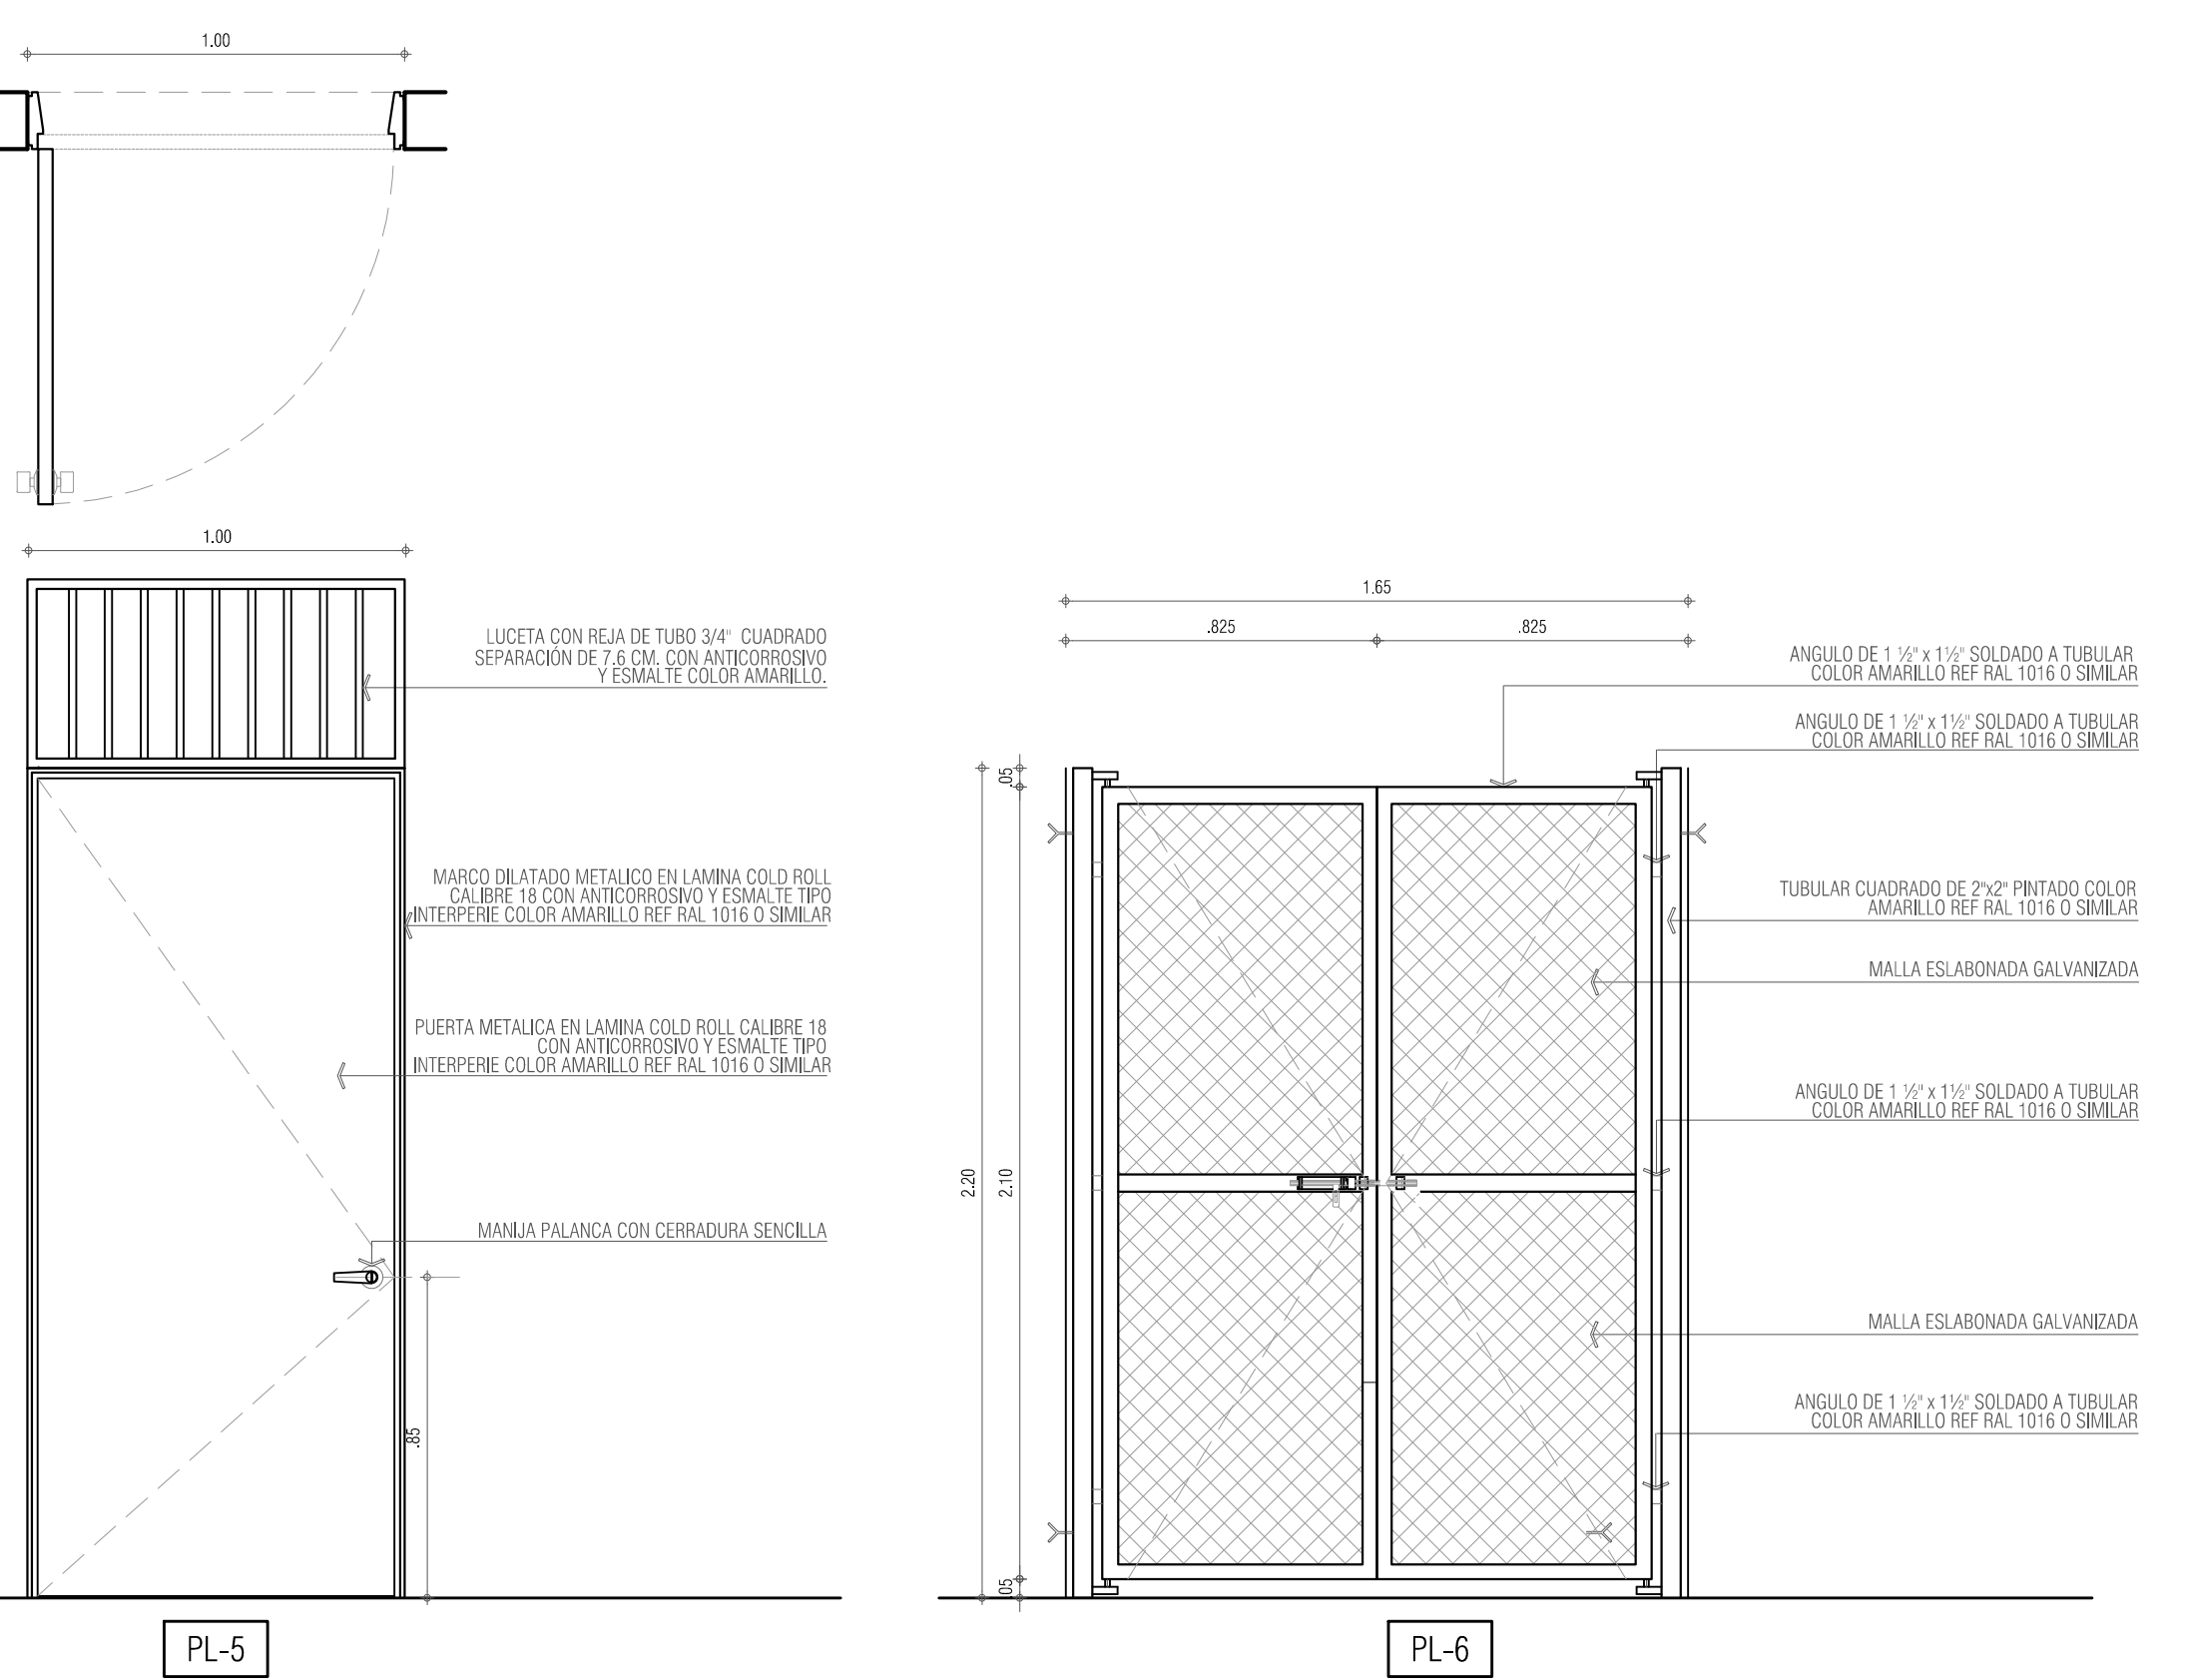 1.00
1.00
LUCETA CON REJA DE TUBO 3/4" CUADRADO
SEPARACIÓN DE 7.6 CM. CON ANTICORROSIVO
Y ESMALTE COLOR AMARILLO.
MARCO DILATADO METALICO EN LAMINA COLD ROLL
CALIBRE 18 CON ANTICORROSIVO Y ESMALTE TIPO
INTERPERIE COLOR AMARILLO REF RAL 1016 O SIMILAR
PUERTA METALICA EN LAMINA COLD ROLL CALIBRE 18
CON ANTICORROSIVO Y ESMALTE TIPO
INTERPERIE COLOR AMARILLO REF RAL 1016 O SIMILAR
MANIJA PALANCA CON CERRADURA SENCILLA
.85
PL-5
1.65
.825
.825
ANGULO DE 1 ½" x 1½" SOLDADO A TUBULAR
COLOR AMARILLO REF RAL 1016 O SIMILAR
ANGULO DE 1 ½" x 1½" SOLDADO A TUBULAR
COLOR AMARILLO REF RAL 1016 O SIMILAR
.05
TUBULAR CUADRADO DE 2"x2" PINTADO COLOR
AMARILLO REF RAL 1016 O SIMILAR
MALLA ESLABONADA GALVANIZADA
ANGULO DE 1 ½" x 1½" SOLDADO A TUBULAR
COLOR AMARILLO REF RAL 1016 O SIMILAR
2.20
2.10
MALLA ESLABONADA GALVANIZADA
ANGULO DE 1 ½" x 1½" SOLDADO A TUBULAR
COLOR AMARILLO REF RAL 1016 O SIMILAR
.05
PL-6